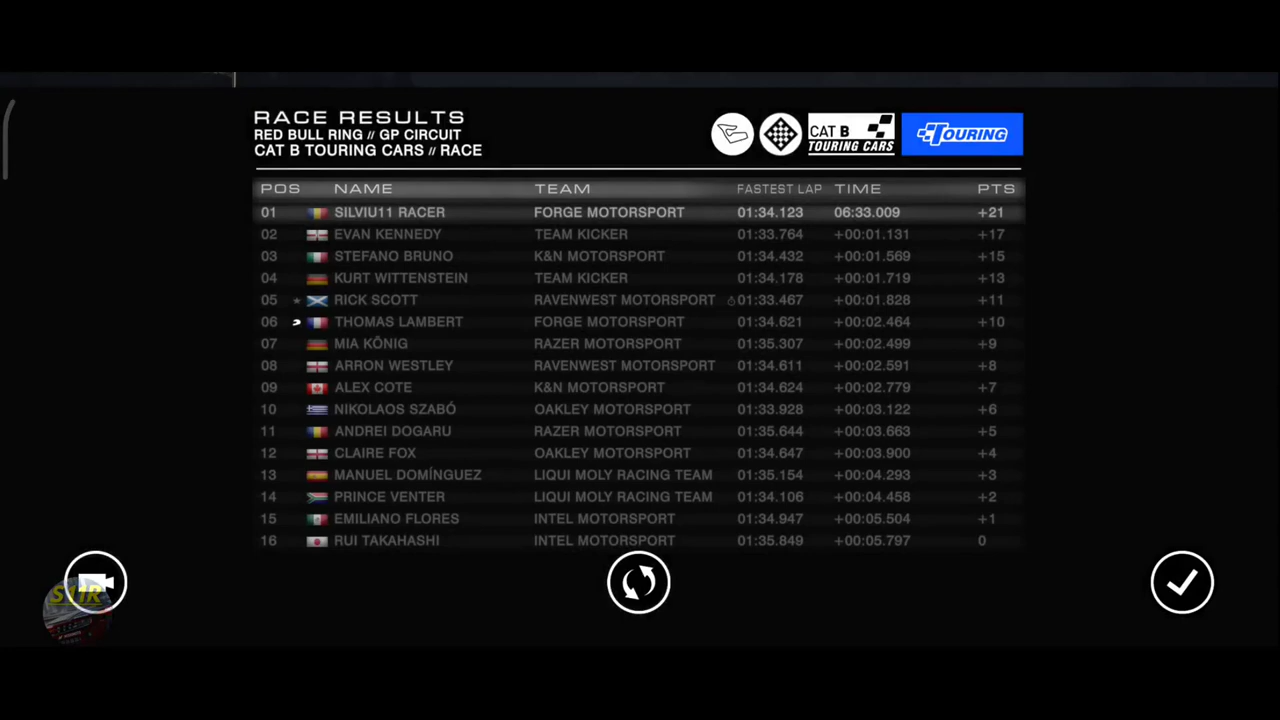 RACE RESULTS
RED BULL RING // GP CIRCUIT
CAT B TOURING CARS // RACE
CAT B
TOURING CARS
TOURING
POS NAME TEAM FASTEST LAP TIME PTS
01 SILVIU11 RACER FORGE MOTORSPORT 01:34.123 06:33.009 +21
02 EVAN KENNEDY TEAM KICKER 01:33.764 +00:01.131 +17
03 STEFANO BRUNO K&N MOTORSPORT 01:34.432 +00:01.569 +15
04 KURT WITTENSTEIN TEAM KICKER 01:34.178 +00:01.719 +13
05 RICK SCOTT RAVENWEST MOTORSPORT 01:33.467 +00:01.828 +11
06 THOMAS LAMBERT FORGE MOTORSPORT 01:34.621 +00:02.464 +10
07 MIA KÖNIG RAZER MOTORSPORT 01:35.307 +00:02.499 +9
08 ARRON WESTLEY RAVENWEST MOTORSPORT 01:34.611 +00:02.591 +8
09 ALEX COTE K&N MOTORSPORT 01:34.624 +00:02.779 +7
10 NIKOLAOS SZABÓ OAKLEY MOTORSPORT 01:33.928 +00:03.122 +6
11 ANDREI DOGARU RAZER MOTORSPORT 01:35.644 +00:03.663 +5
12 CLAIRE FOX OAKLEY MOTORSPORT 01:34.647 +00:03.900 +4
13 MANUEL DOMÍNGUEZ LIQUI MOLY RACING TEAM 01:35.154 +00:04.293 +3
14 PRINCE VENTER LIQUI MOLY RACING TEAM 01:34.106 +00:04.458 +2
15 EMILIANO FLORES INTEL MOTORSPORT 01:34.947 +00:05.504 +1
16 RUI TAKAHASHI INTEL MOTORSPORT 01:35.849 +00:05.797 0
S11R